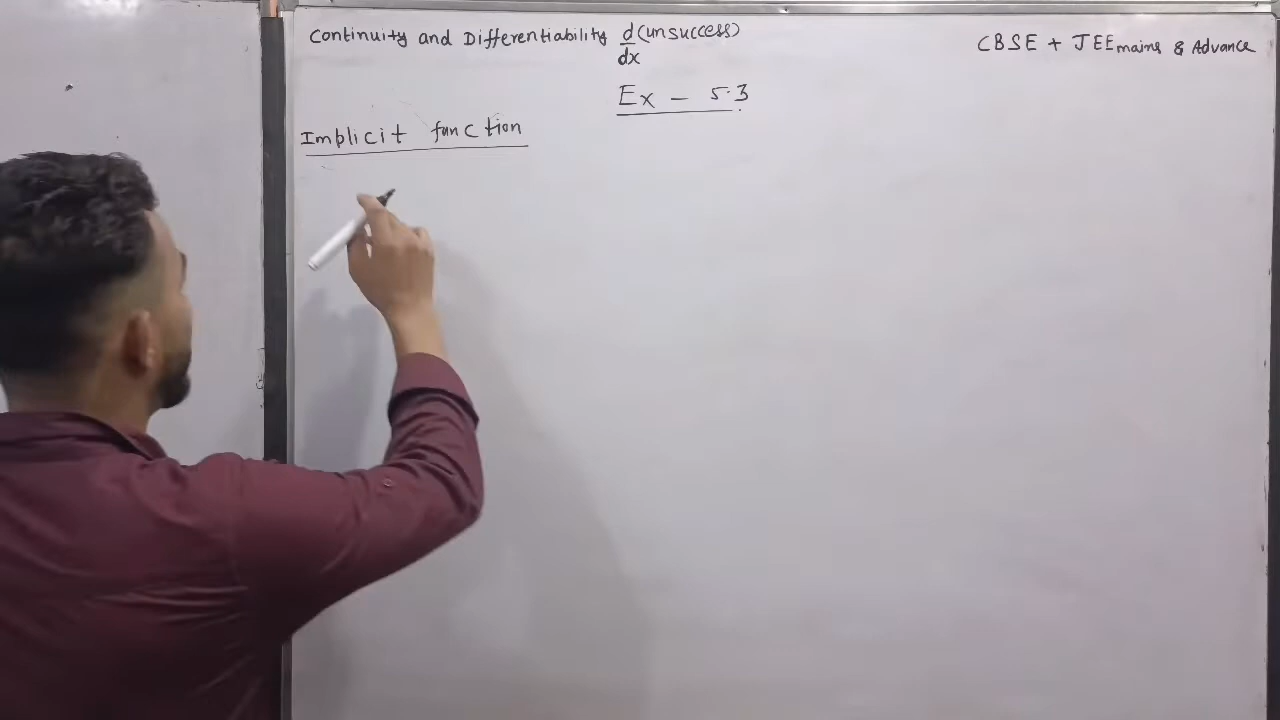 Continuity and Differentiability d/dx (unsuccess)
CBSE + JEE mains & Advance
Ex - 5.3
Implicit function